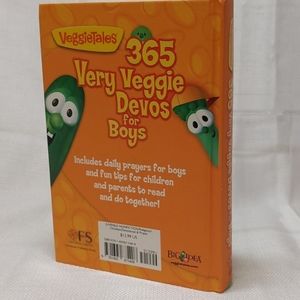 VeggieTales
365
Very Veggie
Devos
for
Boys
Includes daily prayers for boys
and fun tips for children
and parents to read
and do together!
FS
BIG IDEA